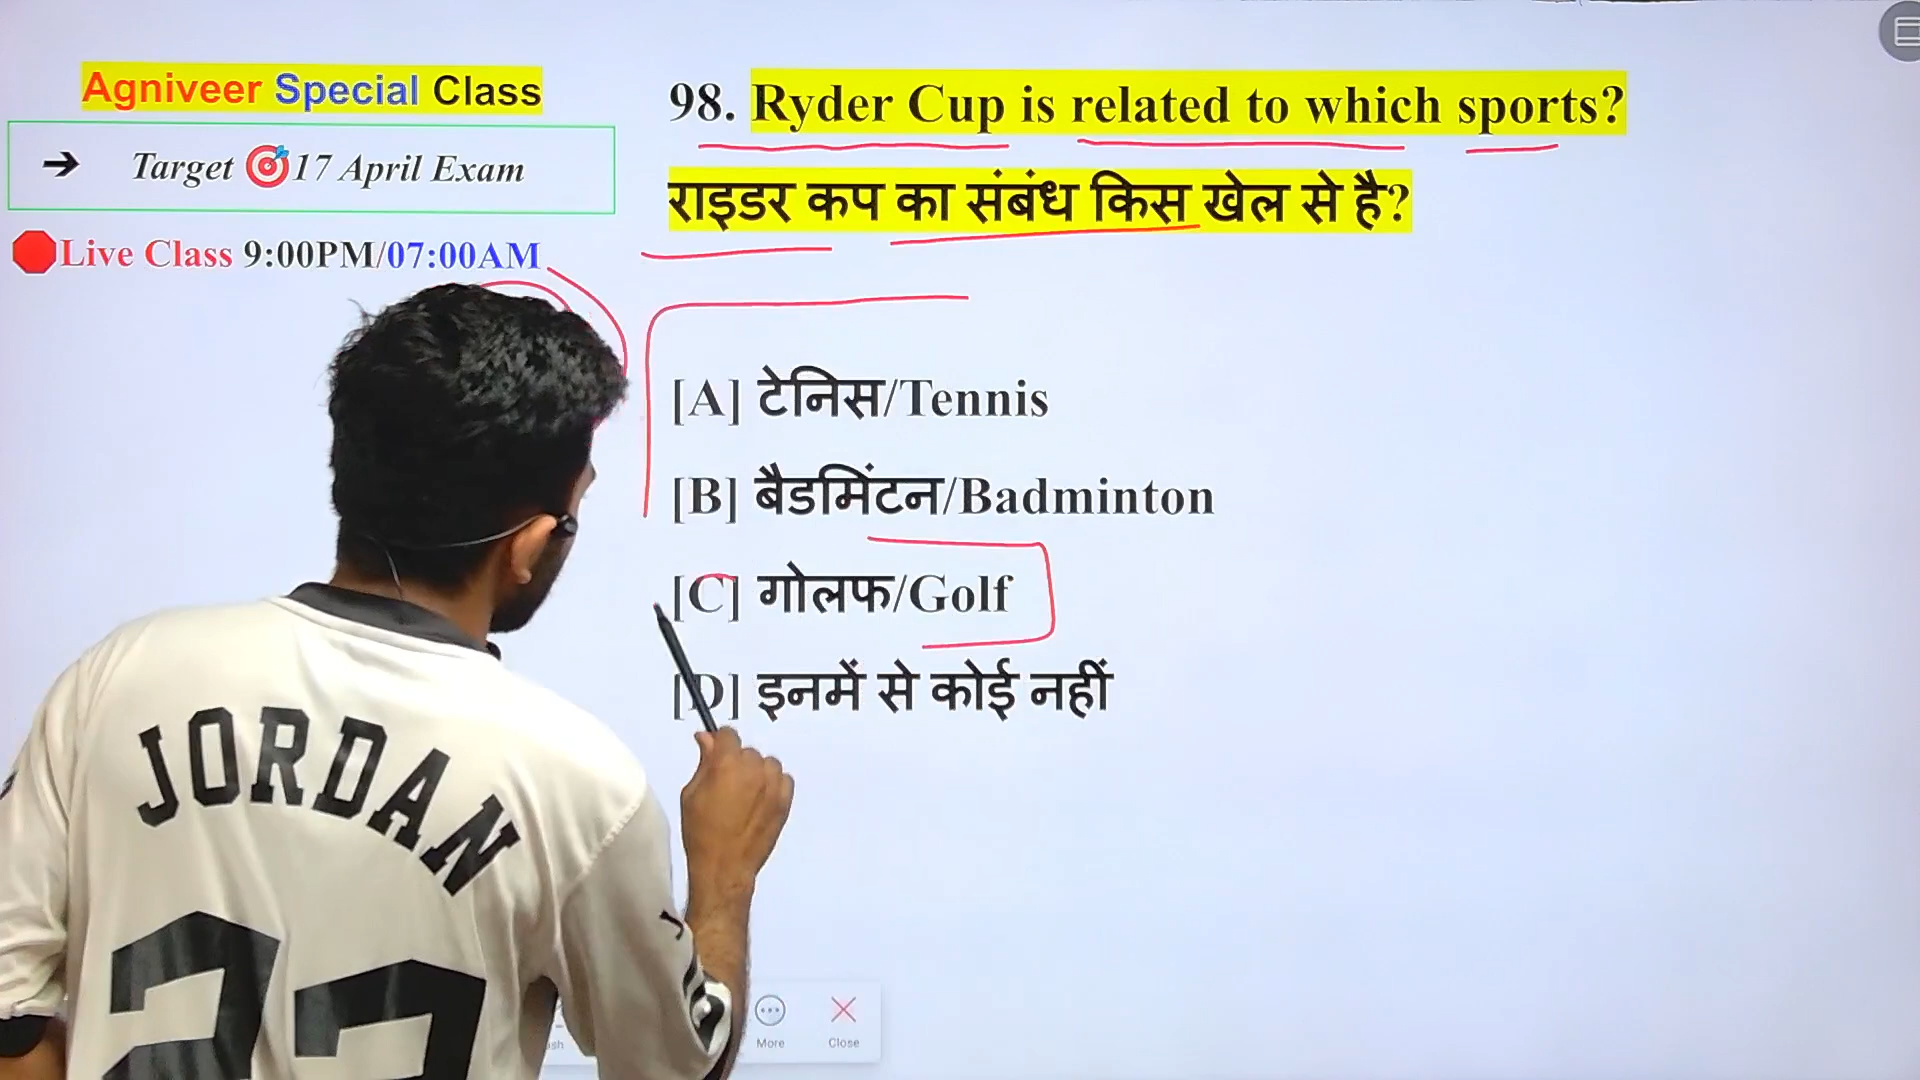 Agniveer Special Class
➔ Target 🎯17 April Exam
Live Class 9:00PM/07:00AM
98. Ryder Cup is related to which sports?
राइडर कप का संबंध किस खेल से है?
[A] टेनिस/Tennis
[B] बैडमिंटन/Badminton
[C] गोलफ/Golf
[D] इनमें से कोई नहीं
JORDAN
23
More
Close